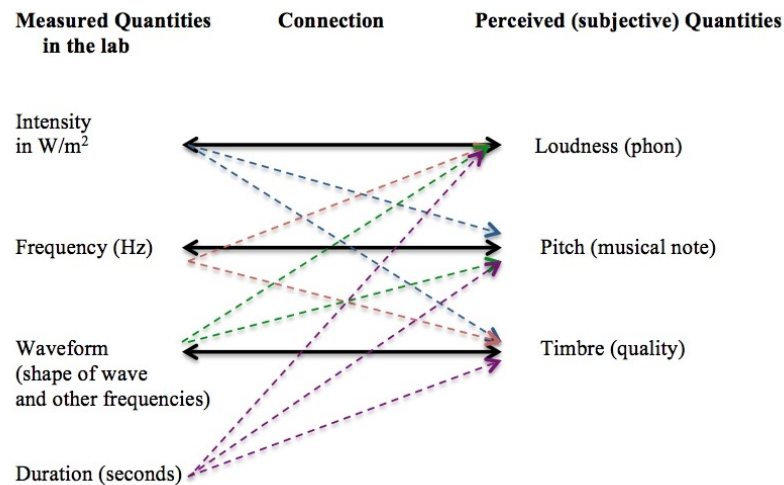 Measured Quantities Connection Perceived (subjective) Quantities
in the lab
Intensity
in W/m²
Loudness (phon)
Frequency (Hz)
Pitch (musical note)
Waveform
(shape of wave
and other frequencies)
Timbre (quality)
Duration (seconds)